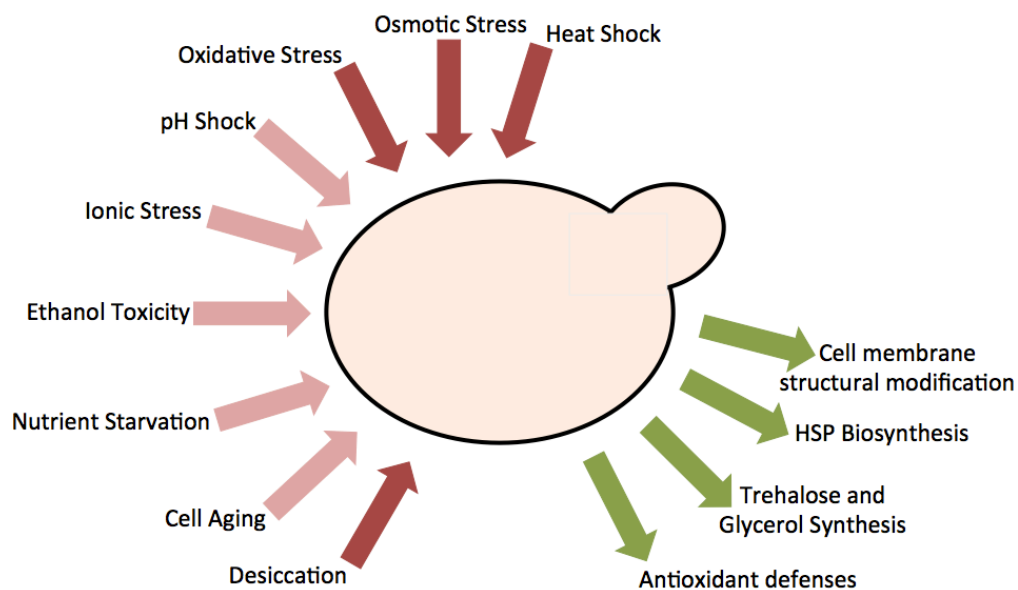 Osmotic Stress
Heat Shock
Oxidative Stress
pH Shock
Ionic Stress
Ethanol Toxicity
Nutrient Starvation
Cell Aging
Desiccation
Cell membrane
structural modification
HSP Biosynthesis
Trehalose and
Glycerol Synthesis
Antioxidant defenses